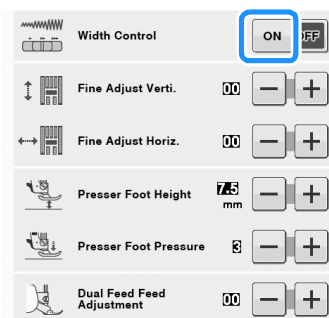 Width Control ON OFF
Fine Adjust Verti. 00 − +
Fine Adjust Horiz. 00 − +
Presser Foot Height 7.5 mm − +
Presser Foot Pressure 3 − +
Dual Feed Feed
Adjustment 00 − +